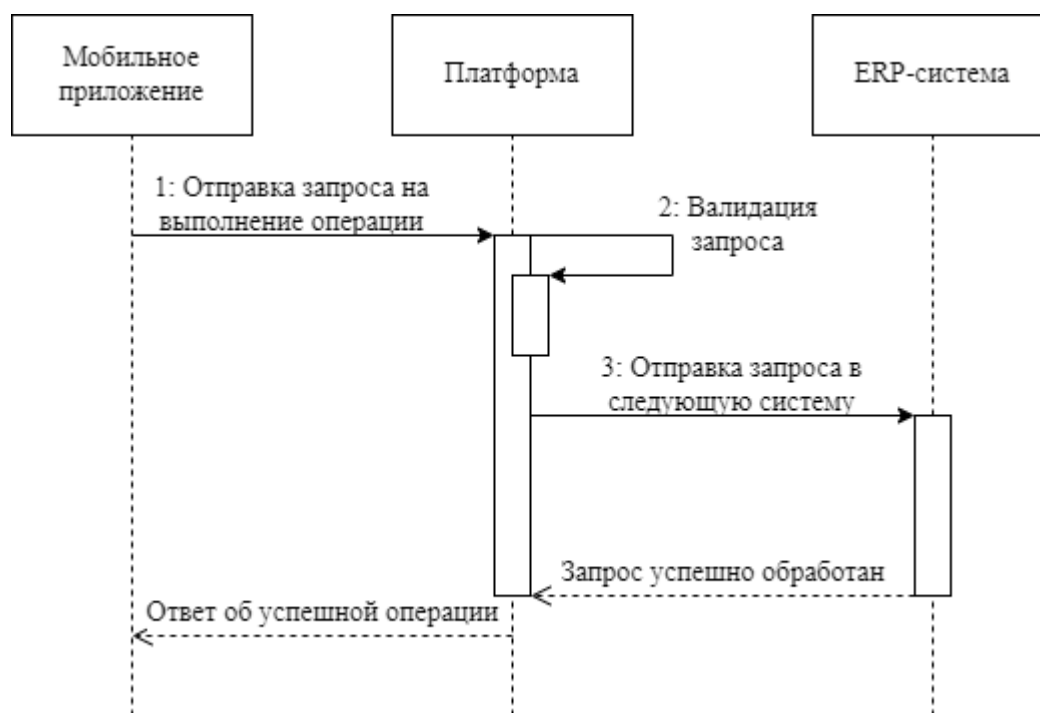 Мобильное
приложение
Платформа
ERP-система
1: Отправка запроса на
выполнение операции
2: Валидация
запроса
3: Отправка запроса в
следующую систему
Запрос успешно обработан
Ответ об успешной операции